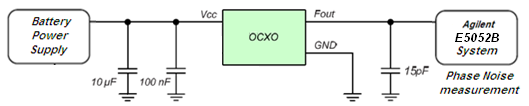 Battery
Power
Supply
Vcc
OCXO
Fout
GND
10 µF
100 nF
15pF
Agilent
E5052B
System
Phase Noise
measurement